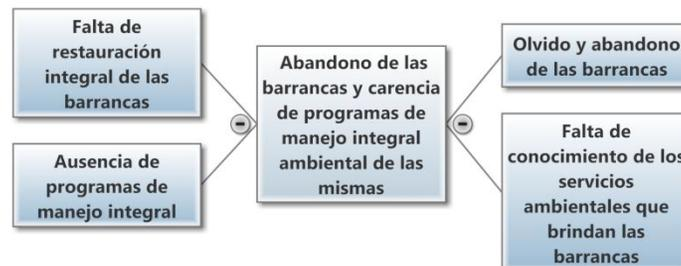 Falta de
restauración
integral de las
barrancas
Ausencia de
programas de
manejo integral
Abandono de las
barrancas y carencia
de programas de
manejo integral
ambiental de las
mismas
Olvido y abandono
de las barrancas
Falta de
conocimiento de los
servicios
ambientales que
brindan las
barrancas